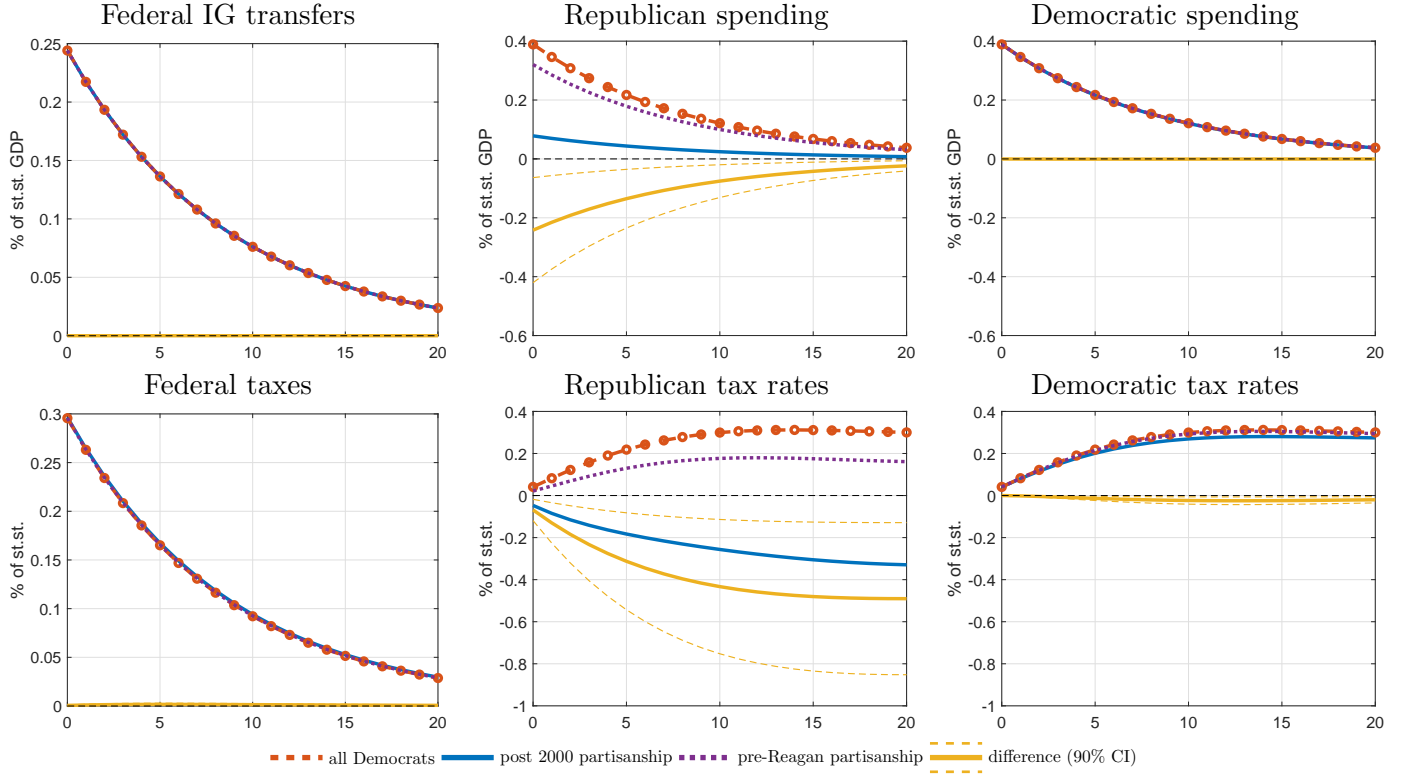 Federal IG transfers
Republican spending
Democratic spending
% of st.st. GDP
0.25
0.2
0.15
0.1
0.05
0
0 5 10 15 20
% of st.st. GDP
0.4
0.2
0
-0.2
-0.4
-0.6
0 5 10 15 20
% of st.st. GDP
0.4
0.2
0
-0.2
-0.4
-0.6
0 5 10 15 20
Federal taxes
Republican tax rates
Democratic tax rates
% of st.st.
0.3
0.25
0.2
0.15
0.1
0.05
0
0 5 10 15 20
% of st.st.
0.4
0.2
0
-0.2
-0.4
-0.6
-0.8
-1
0 5 10 15 20
% of st.st.
0.4
0.2
0
-0.2
-0.4
-0.6
-0.8
-1
0 5 10 15 20
all Democrats post 2000 partisanship pre-Reagan partisanship difference (90% CI)